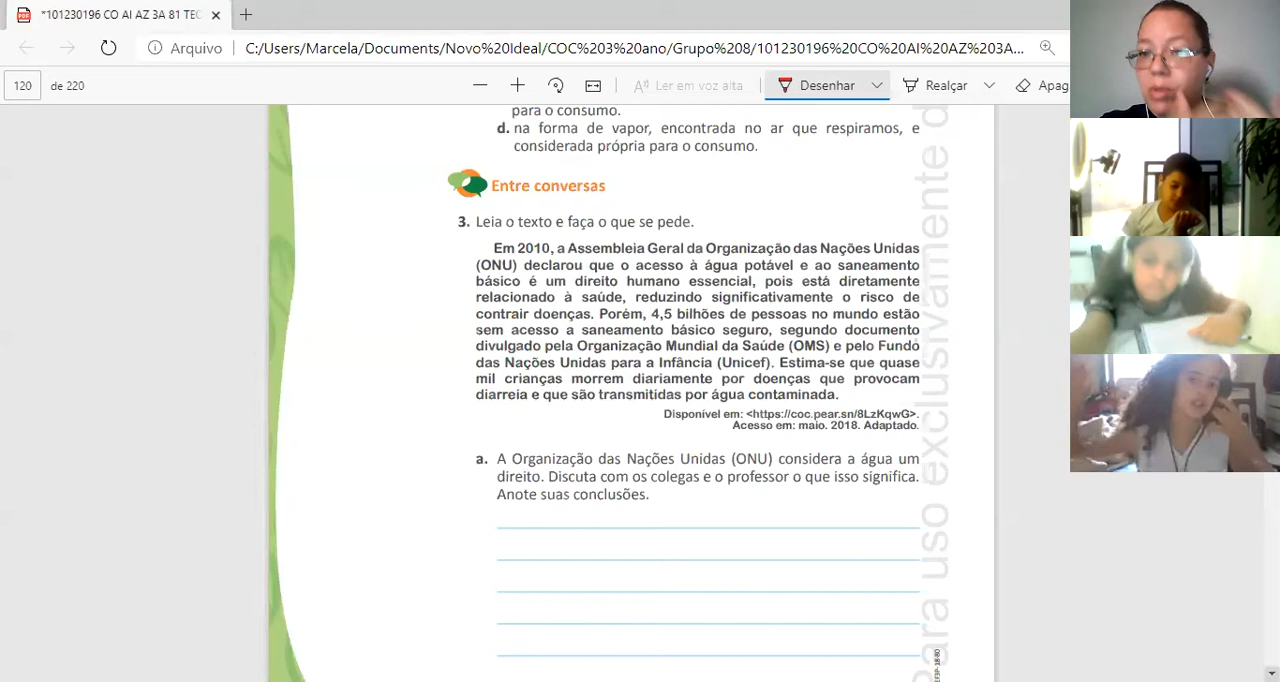 *101230196 CO AI AZ 3A 81 TEC
Arquivo
C:/Users/Marcela/Documents/Novo%20Ideal/COC%203%20ano/Grupo%208/101230196%20CO%20AI%20AZ%203A...
120 de 220
Ler em voz alta
Desenhar
Realçar
Apag
para o consumo.
d. na forma de vapor, encontrada no ar que respiramos, e
considerada própria para o consumo.
Entre conversas
3. Leia o texto e faça o que se pede.
Em 2010, a Assembleia Geral da Organização das Nações Unidas
(ONU) declarou que o acesso à água potável e ao saneamento
básico é um direito humano essencial, pois está diretamente
relacionado à saúde, reduzindo significativamente o risco de
contrair doenças. Porém, 4,5 bilhões de pessoas no mundo estão
sem acesso a saneamento básico seguro, segundo documento
divulgado pela Organização Mundial da Saúde (OMS) e pelo Fundo
das Nações Unidas para a Infância (Unicef). Estima-se que quase
mil crianças morrem diariamente por doenças que provocam
diarreia e que são transmitidas por água contaminada.
Disponível em: <https://coc.pear.sn/8LzKqwG>.
Acesso em: maio. 2018. Adaptado.
a. A Organização das Nações Unidas (ONU) considera a água um
direito. Discuta com os colegas e o professor o que isso significa.
Anote suas conclusões.
para uso exclusivamente d
EF3P-18-80